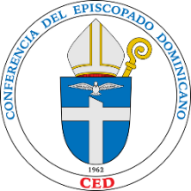 CONFERENCIA DEL EPISCOPADO DOMINICANO
1962
CED